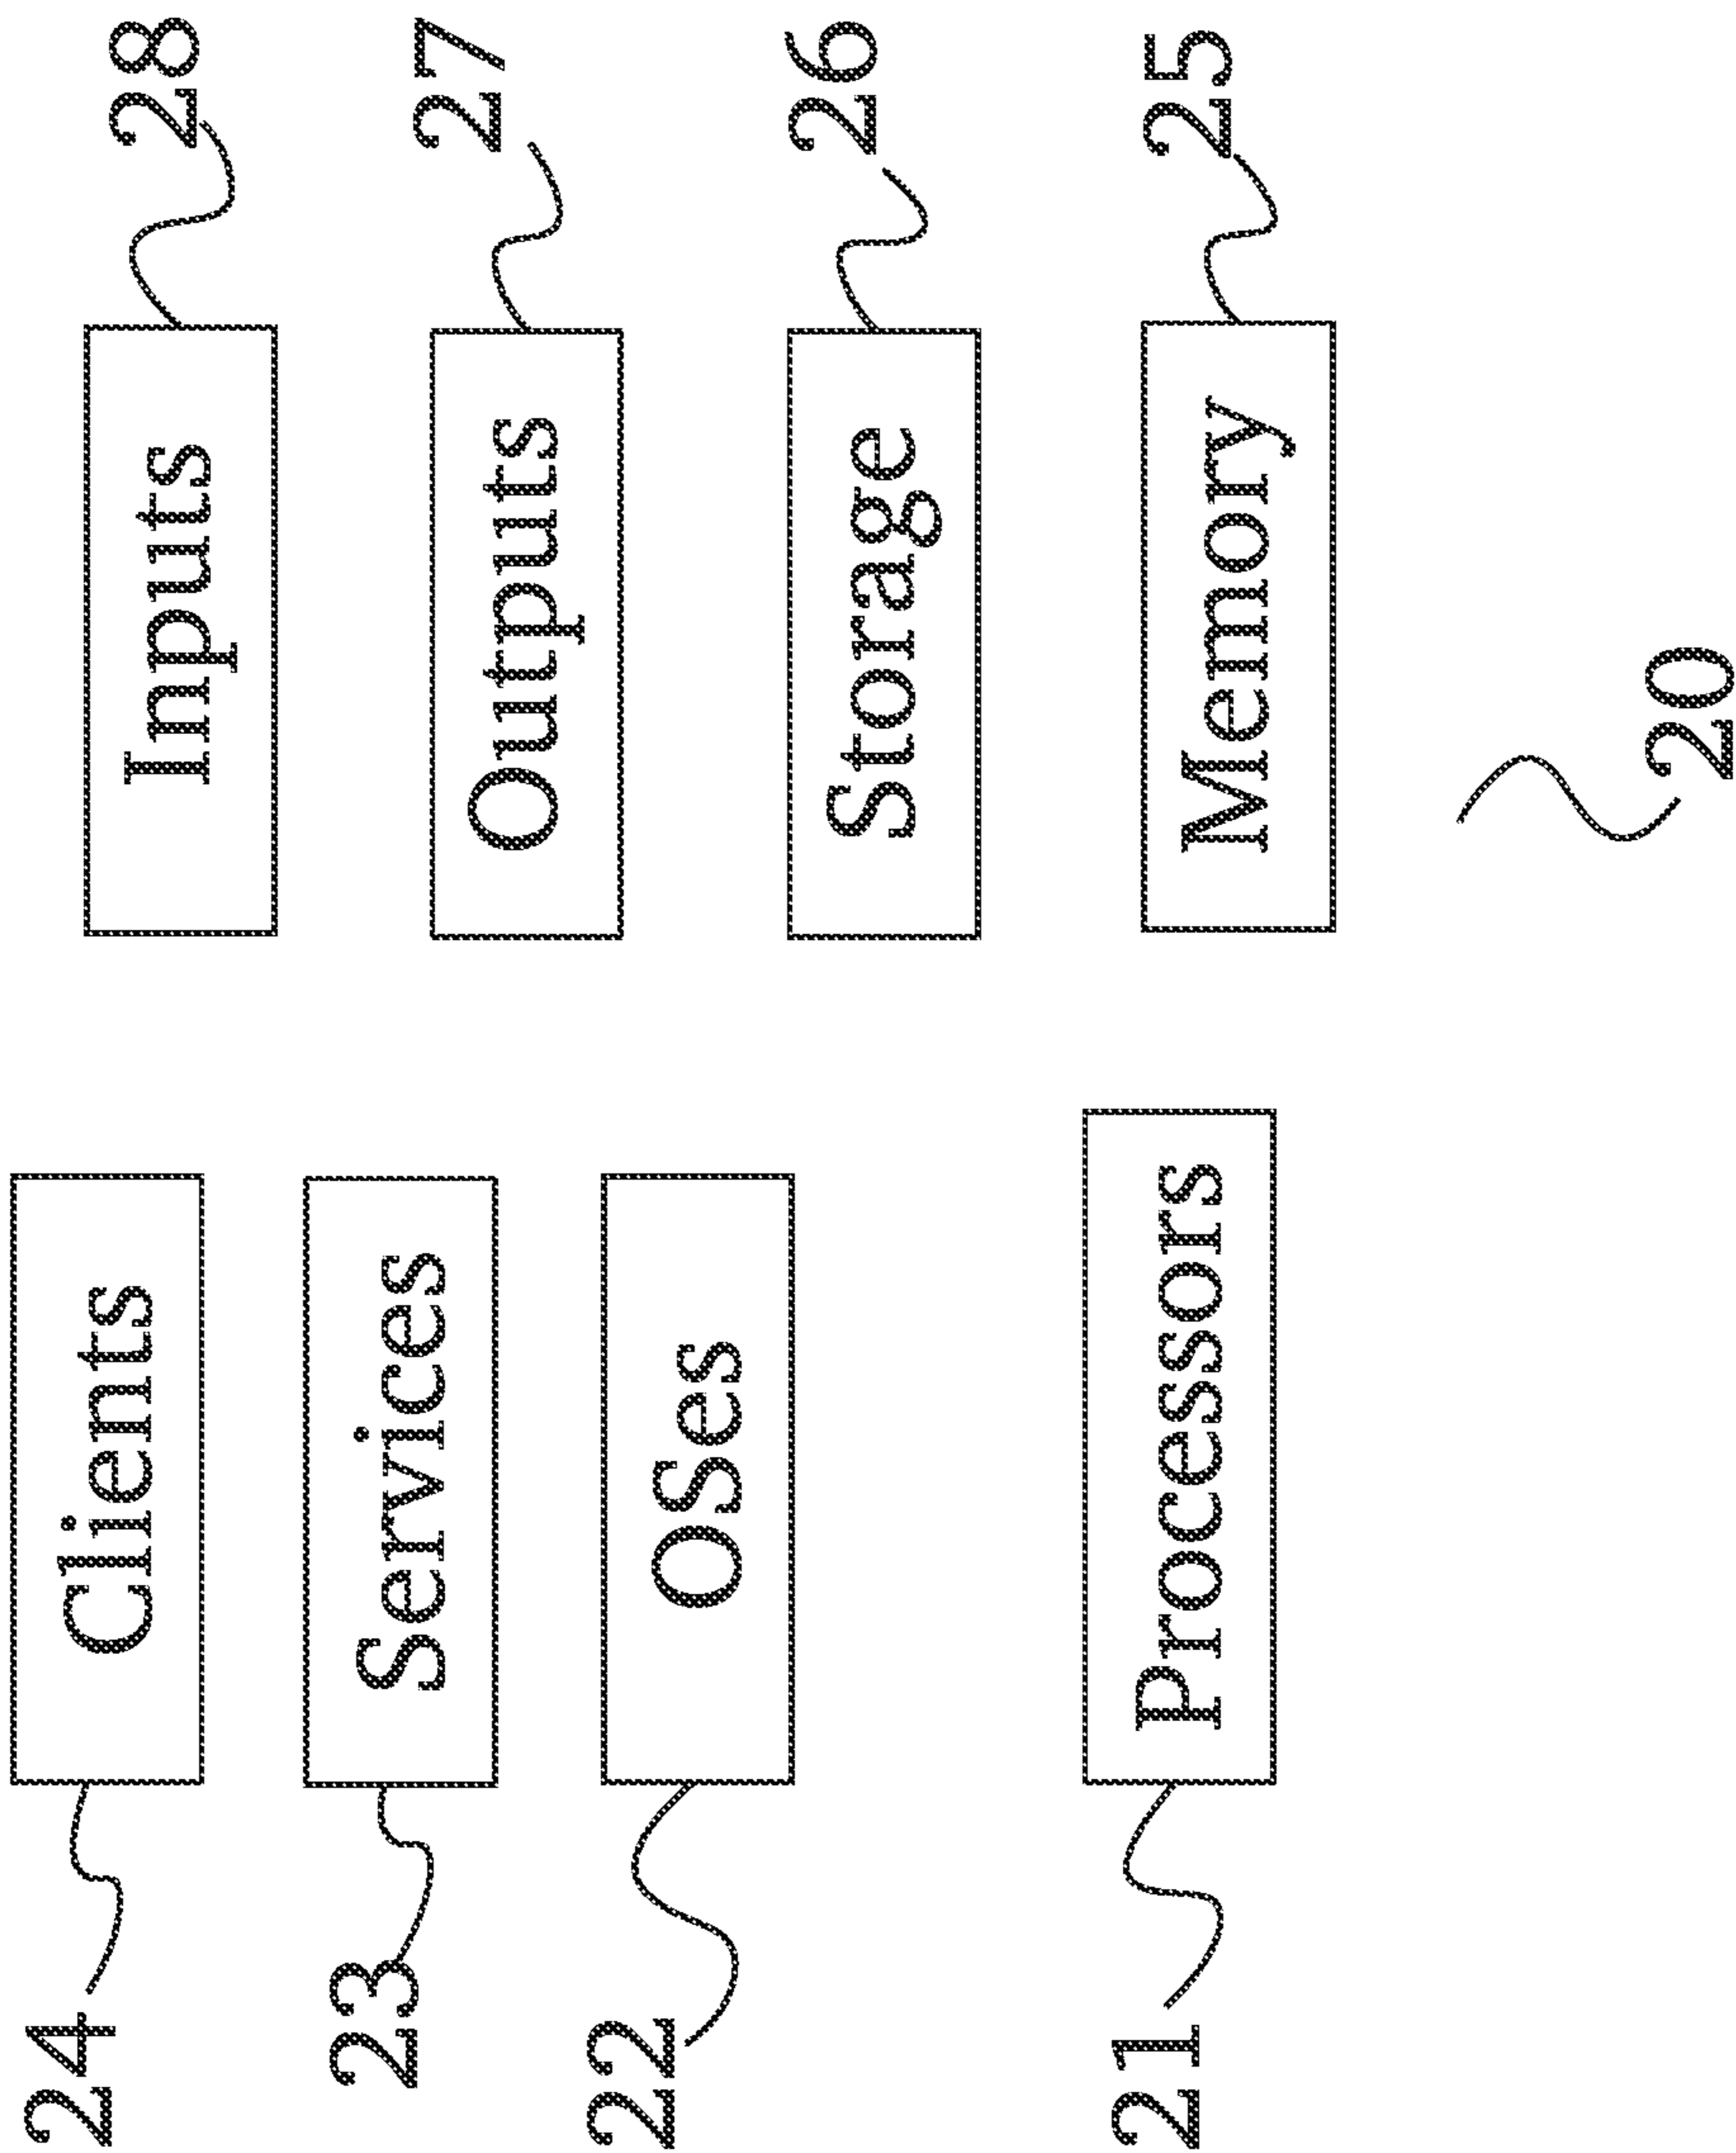 24 Clients Inputs 28
23 Services Outputs 27
22 OSes Storage 26
21 Processors Memory 25
20